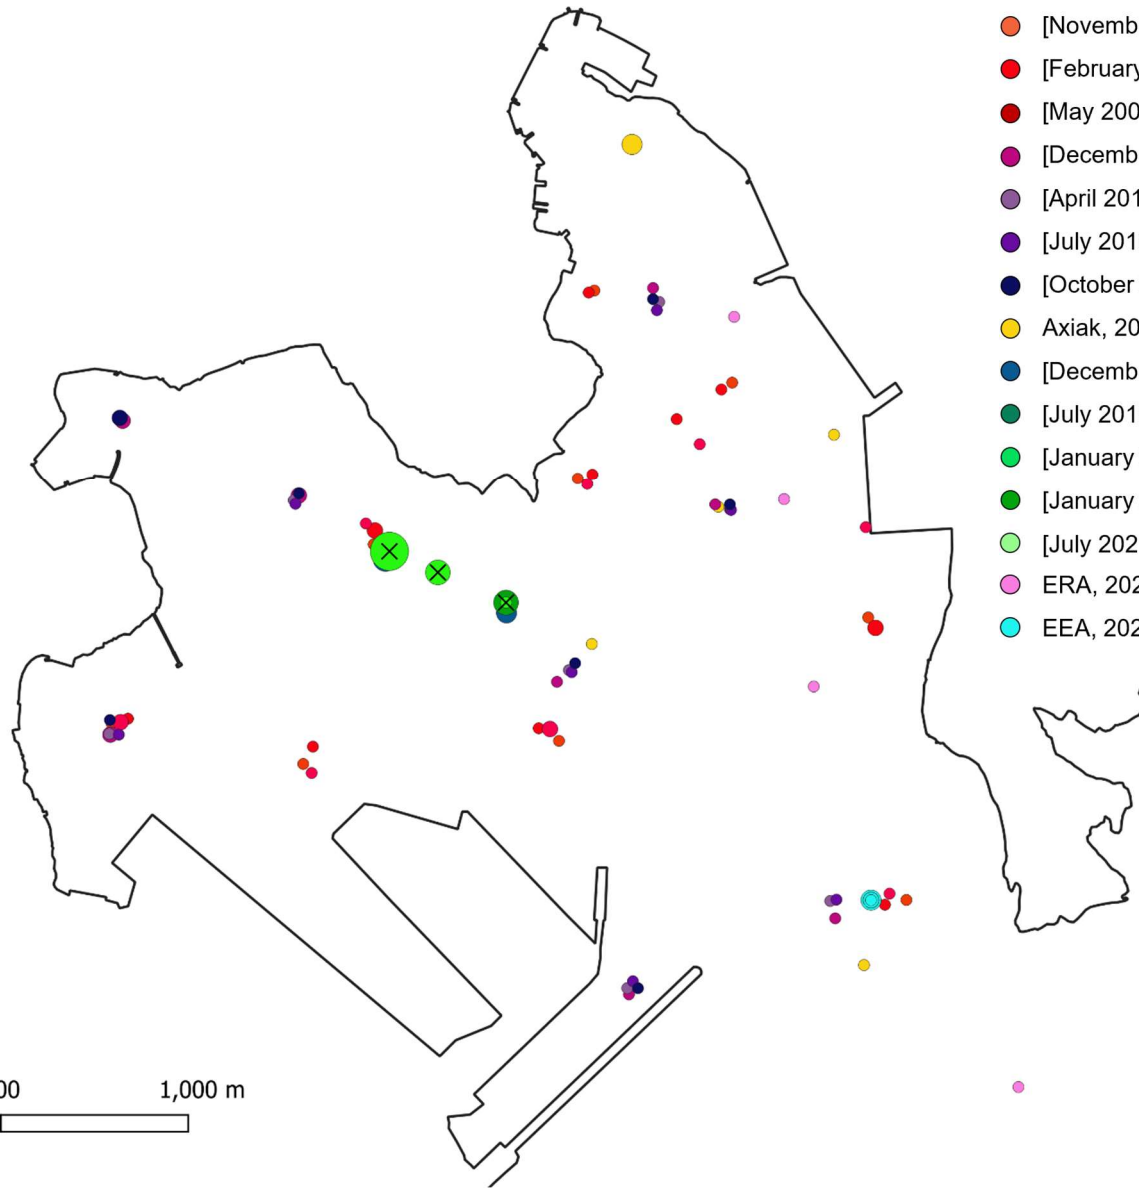 [Novemb
[February
[May 200
[Decemb
[April 201
[July 201
[October
Axiak, 20
[Decemb
[July 201
[January
[January
[July 202
ERA, 202
EEA, 202
00 1,000 m